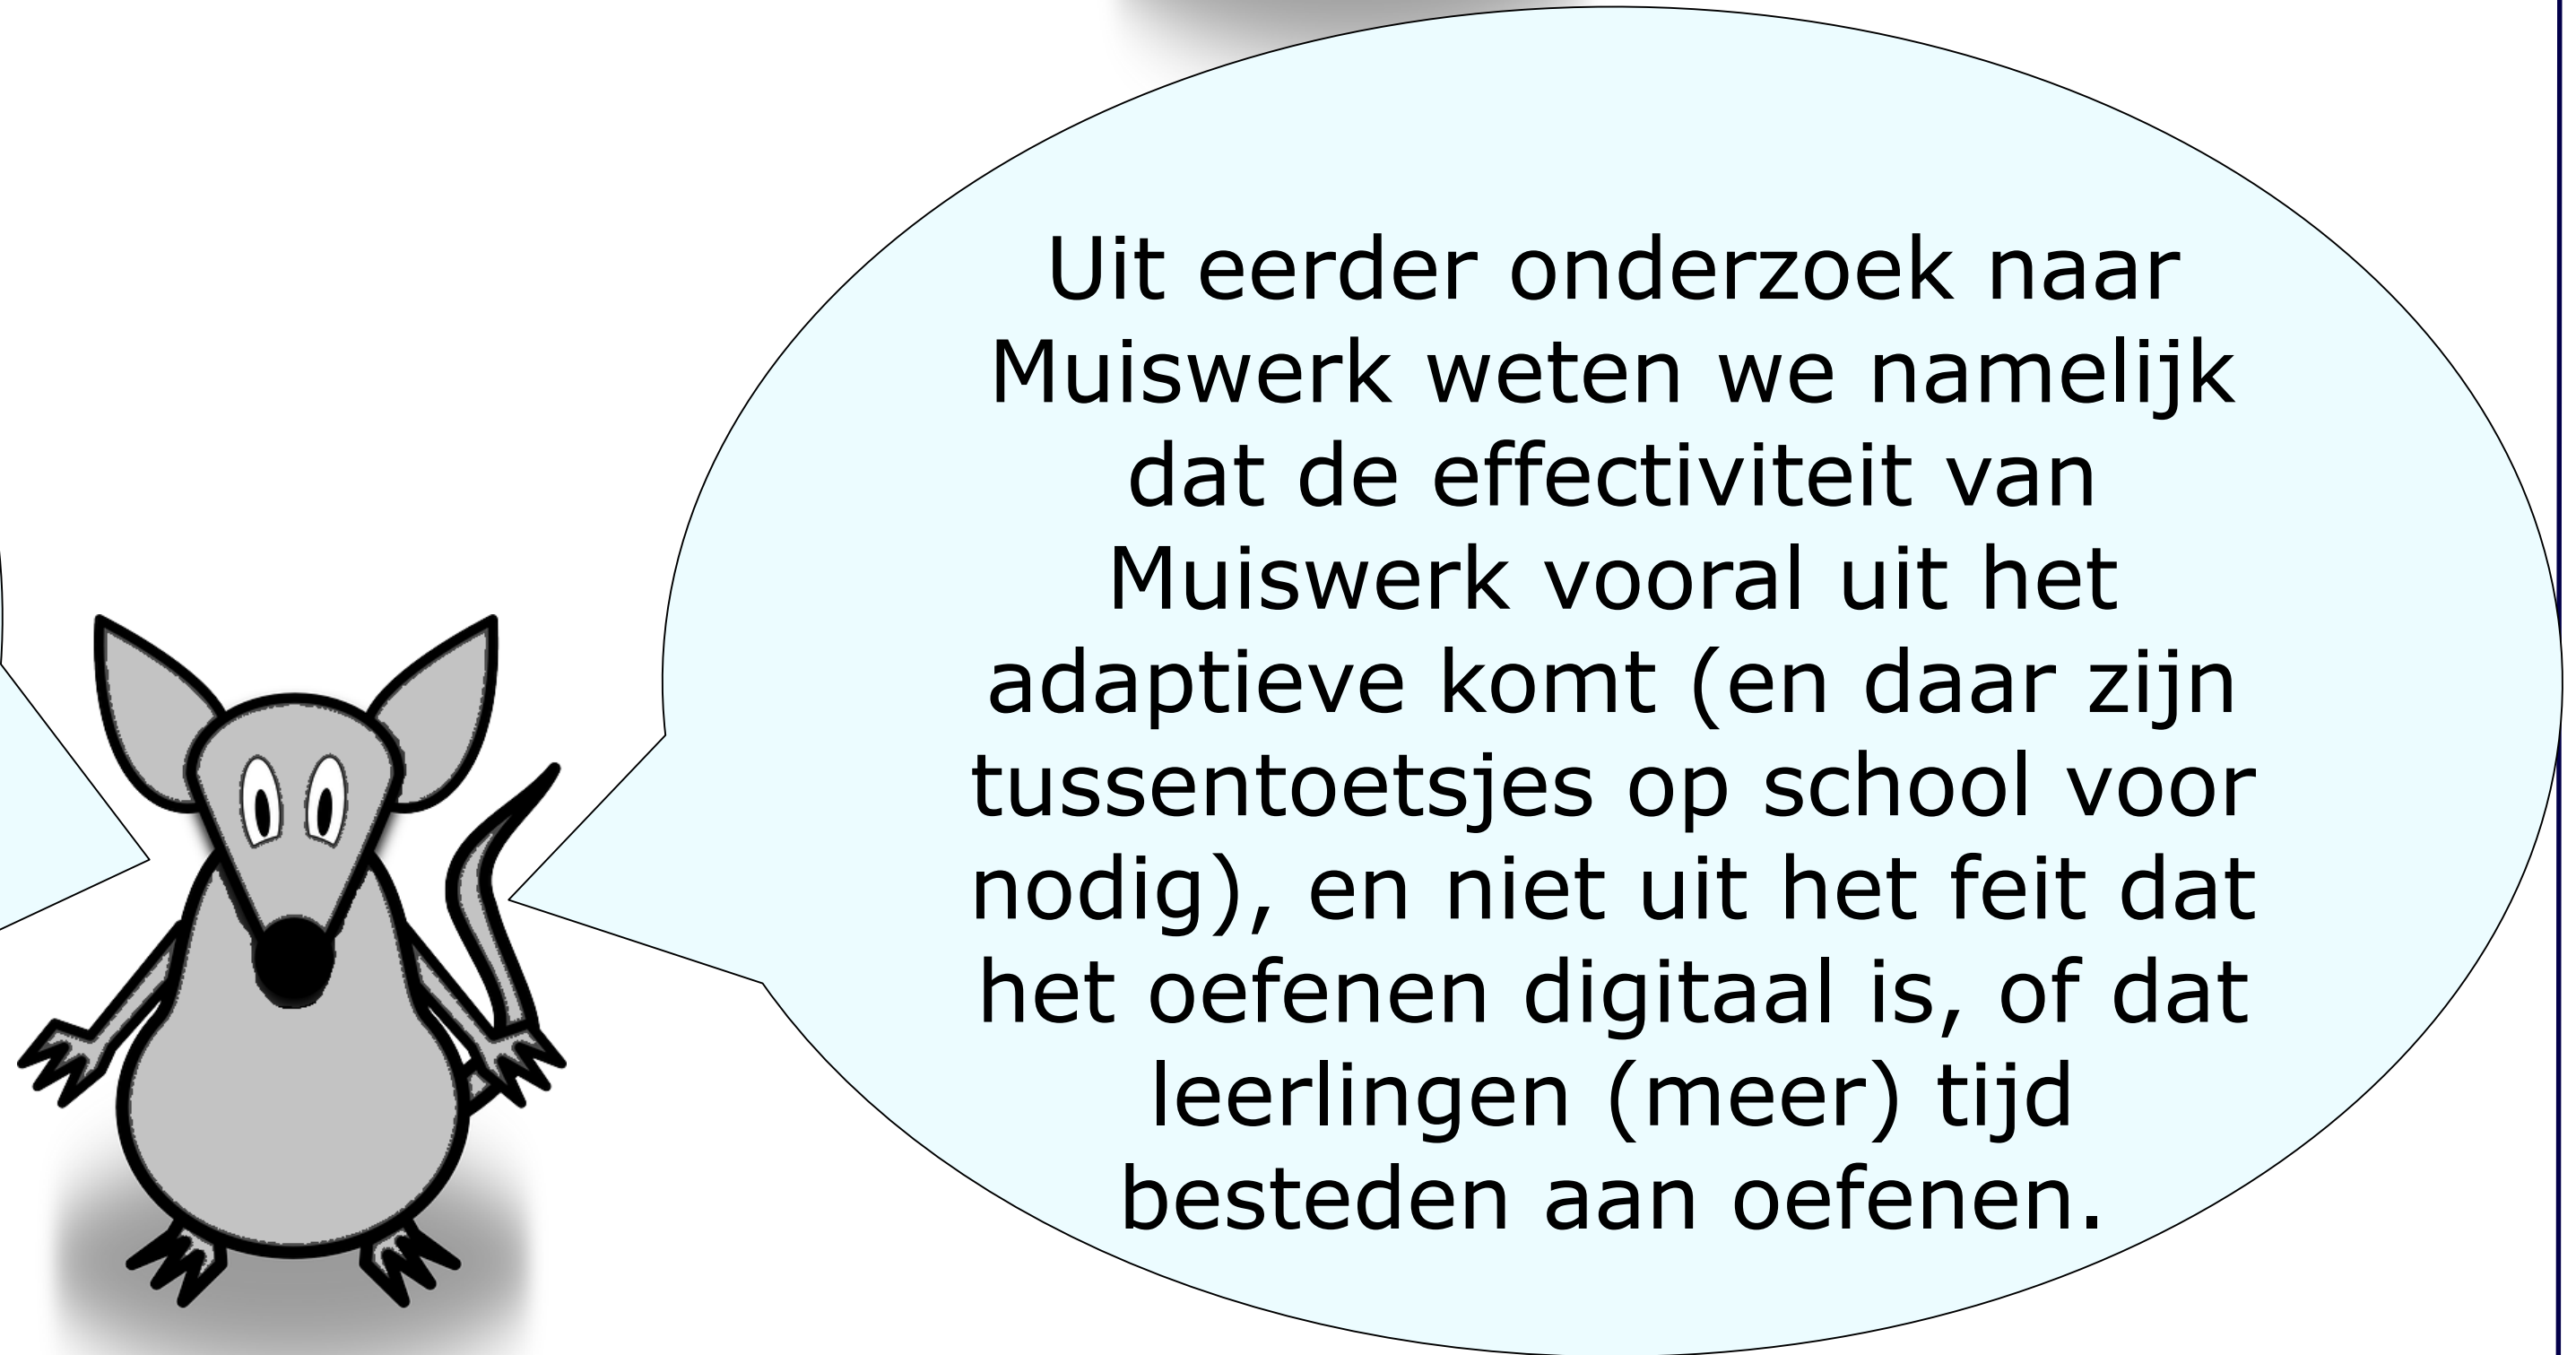 Uit eerder onderzoek naar
Muiswerk weten we namelijk
dat de effectiviteit van
Muiswerk vooral uit het
adaptieve komt (en daar zijn
tussentoetsjes op school voor
nodig), en niet uit het feit dat
het oefenen digitaal is, of dat
leerlingen (meer) tijd
besteden aan oefenen.